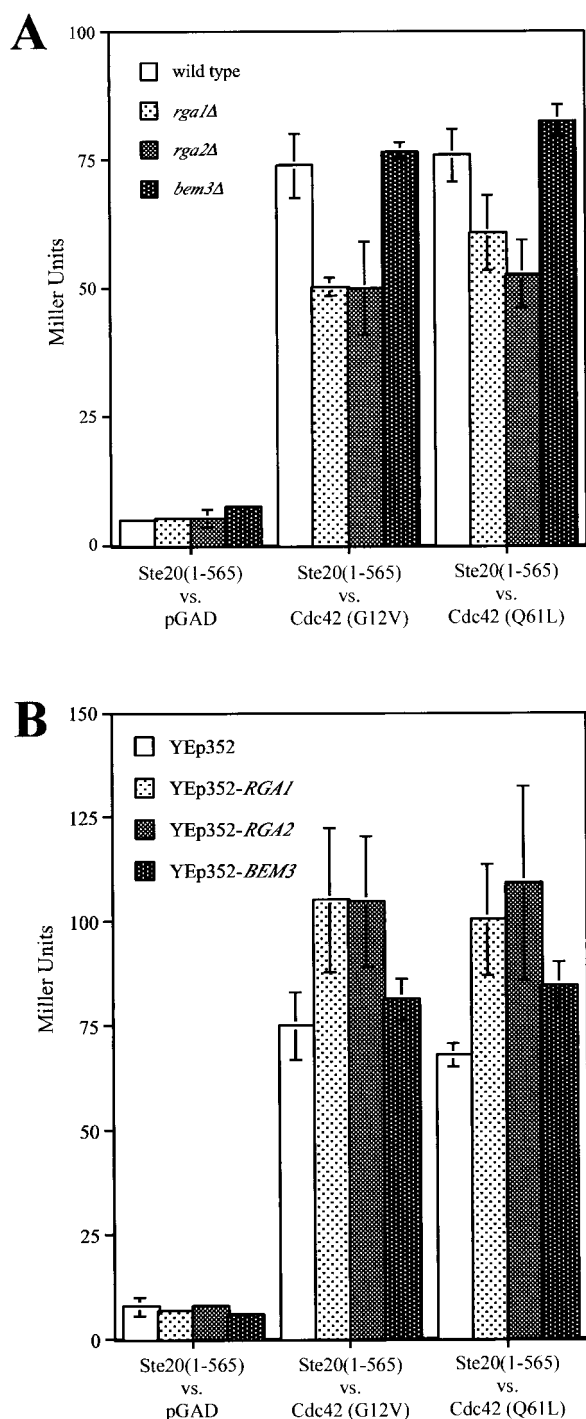 A
100
75
50
25
0
Miller Units
wild type
rga1Δ
rga2Δ
bem3Δ
Ste20(1-565)
vs.
pGAD
Ste20(1-565)
vs.
Cdc42 (G12V)
Ste20(1-565)
vs.
Cdc42 (Q61L)
B
150
125
100
75
50
25
0
Miller Units
YEp352
YEp352-RGA1
YEp352-RGA2
YEp352-BEM3
Ste20(1-565)
vs.
pGAD
Ste20(1-565)
vs.
Cdc42 (G12V)
Ste20(1-565)
vs.
Cdc42 (Q61L)